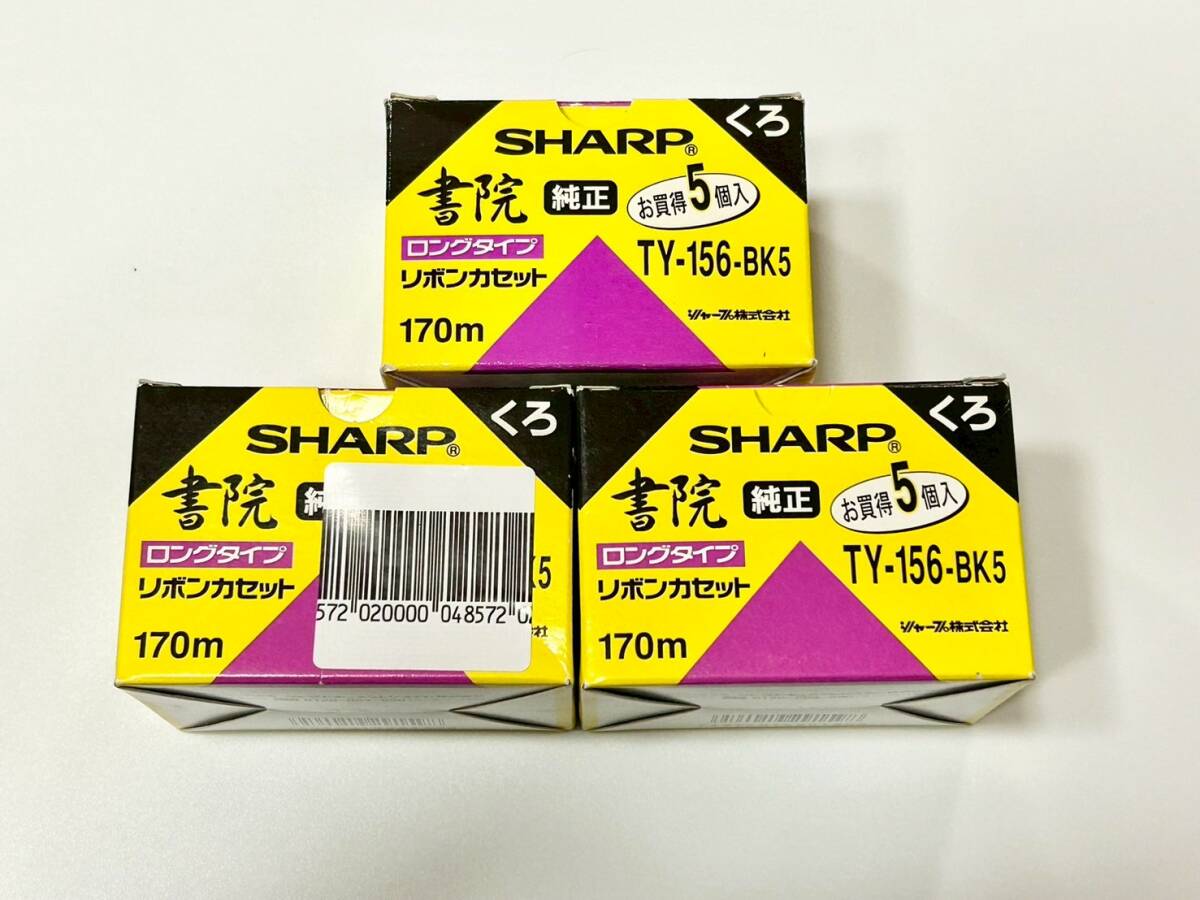 くろ
SHARP®
書院 純正 お買得5個入
ロングタイプ
TY-156-BK5
リボンカセット
170m
シャープ株式会社
くろ
SHARP®
書院
ロングタイプ
リボンカセット
K5
572 020000 048572 02
170m
社
くろ
SHARP®
書院 純正 お買得5個入
ロングタイプ
TY-156-BK5
リボンカセット
170m
シャープ株式会社